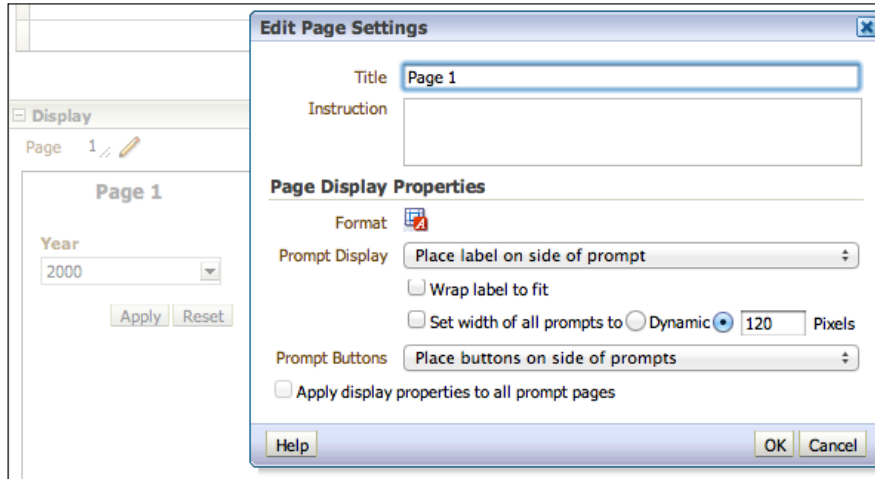 Edit Page Settings
Title Page 1
Instruction
Display
Page 1
Page 1
Year
2000
Apply Reset
Page Display Properties
Format
Prompt Display Place label on side of prompt
Wrap label to fit
Set width of all prompts to Dynamic 120 Pixels
Prompt Buttons Place buttons on side of prompts
Apply display properties to all prompt pages
Help OK Cancel